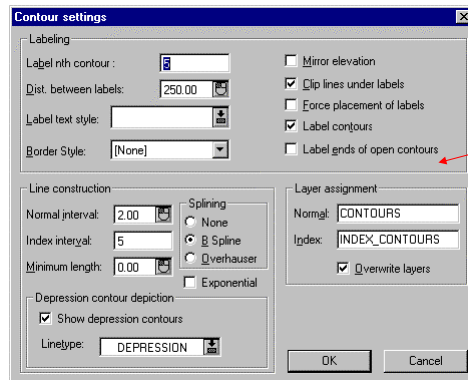 Contour settings
Labeling
Label nth contour :
5
Dist. between labels:
250.00
Label text style:
Border Style:
[None]
Mirror elevation
Clip lines under labels
Force placement of labels
Label contours
Label ends of open contours
Line construction
Normal interval:
2.00
Index interval:
5
Minimum length:
0.00
Splining
None
B Spline
Overhauser
Exponential
Depression contour depiction
Show depression contours
Linetype:
DEPRESSION
Layer assignment
Normal:
CONTOURS
Index:
INDEX_CONTOURS
Overwrite layers
OK
Cancel